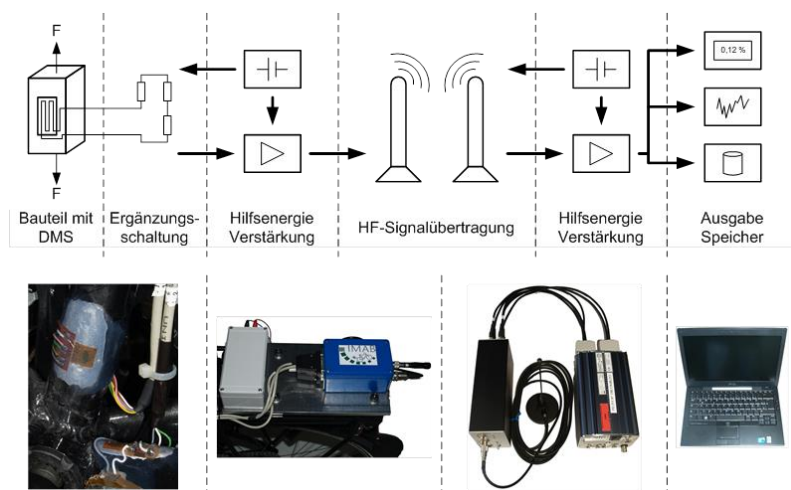 F
0,12 %
F
Bauteil mit
DMS
Ergänzungs-
schaltung
Hilfsenergie
Verstärkung
HF-Signalübertragung
Hilfsenergie
Verstärkung
Ausgabe
Speicher
IMAB